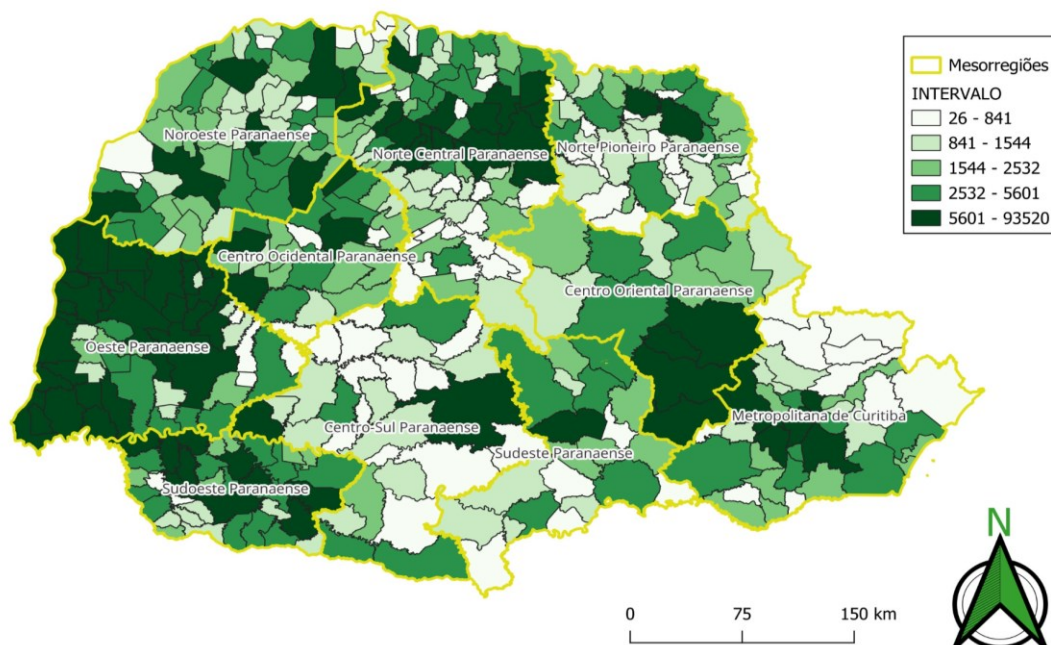 Mesorregiões
INTERVALO
26 - 841
841 - 1544
1544 - 2532
2532 - 5601
5601 - 93520
Noroeste Paranaense
Norte Central Paranaense
Norte Pioneiro Paranaense
Centro Ocidental Paranaense
Centro Oriental Paranaense
Oeste Paranaense
Metropolitana de Curitiba
Centro-Sul Paranaense
Sudeste Paranaense
Sudoeste Paranaense
N
0 75 150 km